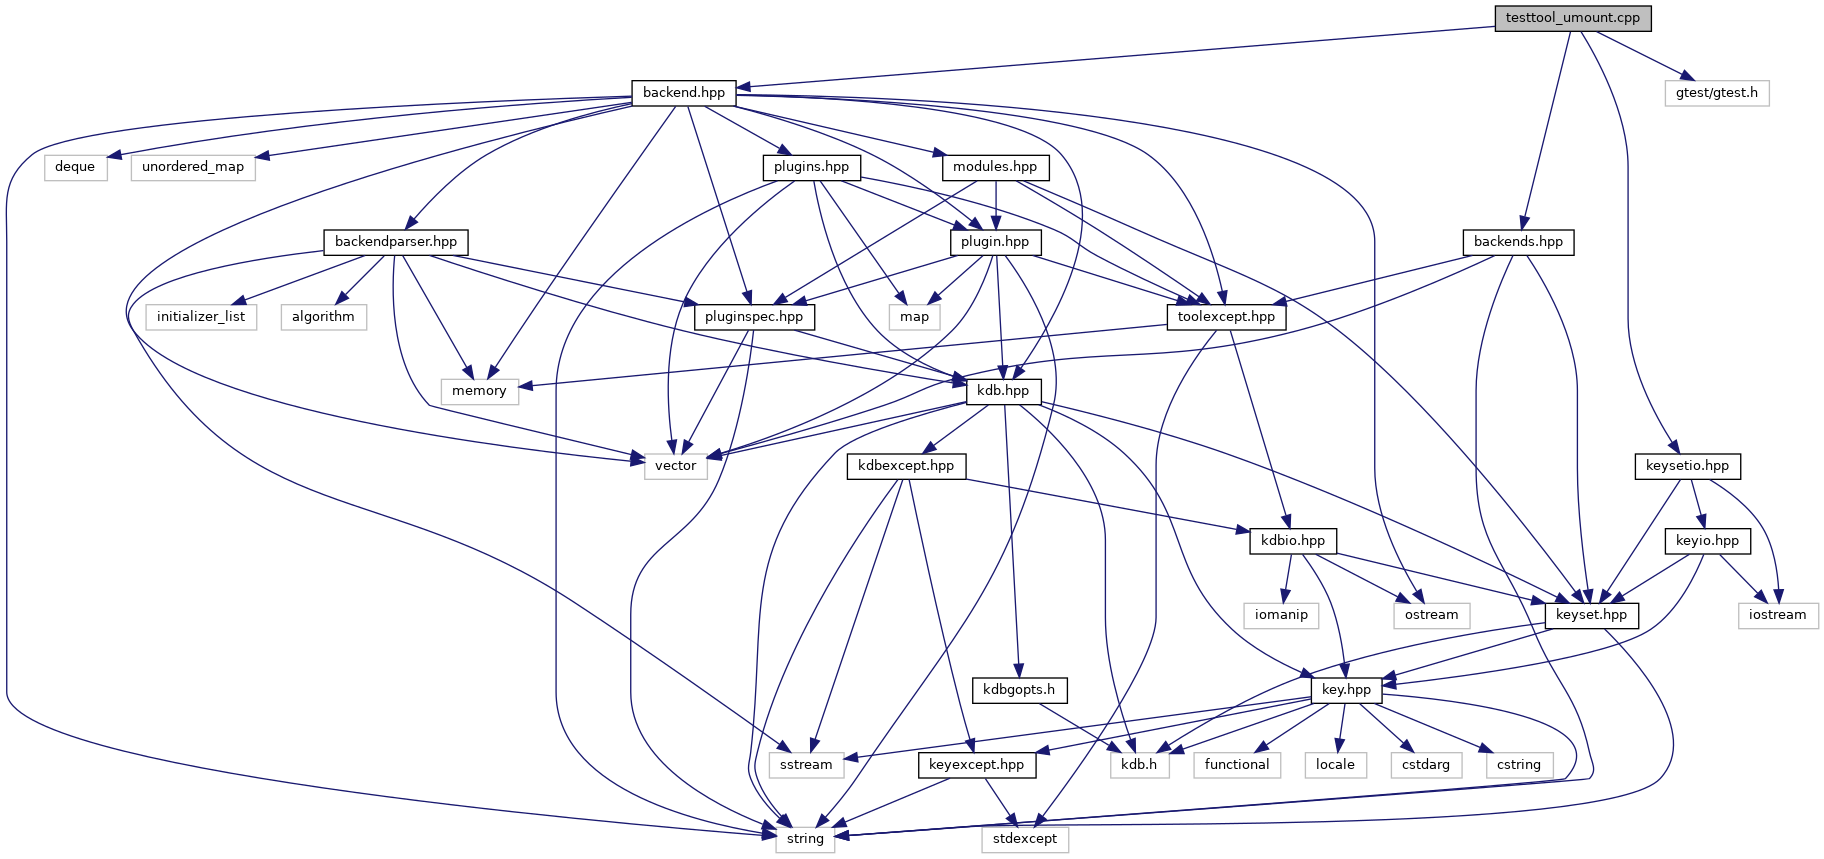 testtool_umount.cpp
backend.hpp
gtest/gtest.h
deque
unordered_map
plugins.hpp
modules.hpp
backendparser.hpp
plugin.hpp
backends.hpp
initializer_list
algorithm
pluginspec.hpp
map
toolexcept.hpp
memory
kdb.hpp
vector
kdbexcept.hpp
keysetio.hpp
kdbio.hpp
keyio.hpp
iomanip
ostream
keyset.hpp
iostream
kdbgopts.h
key.hpp
sstream
keyexcept.hpp
kdb.h
functional
locale
cstdarg
cstring
string
stdexcept